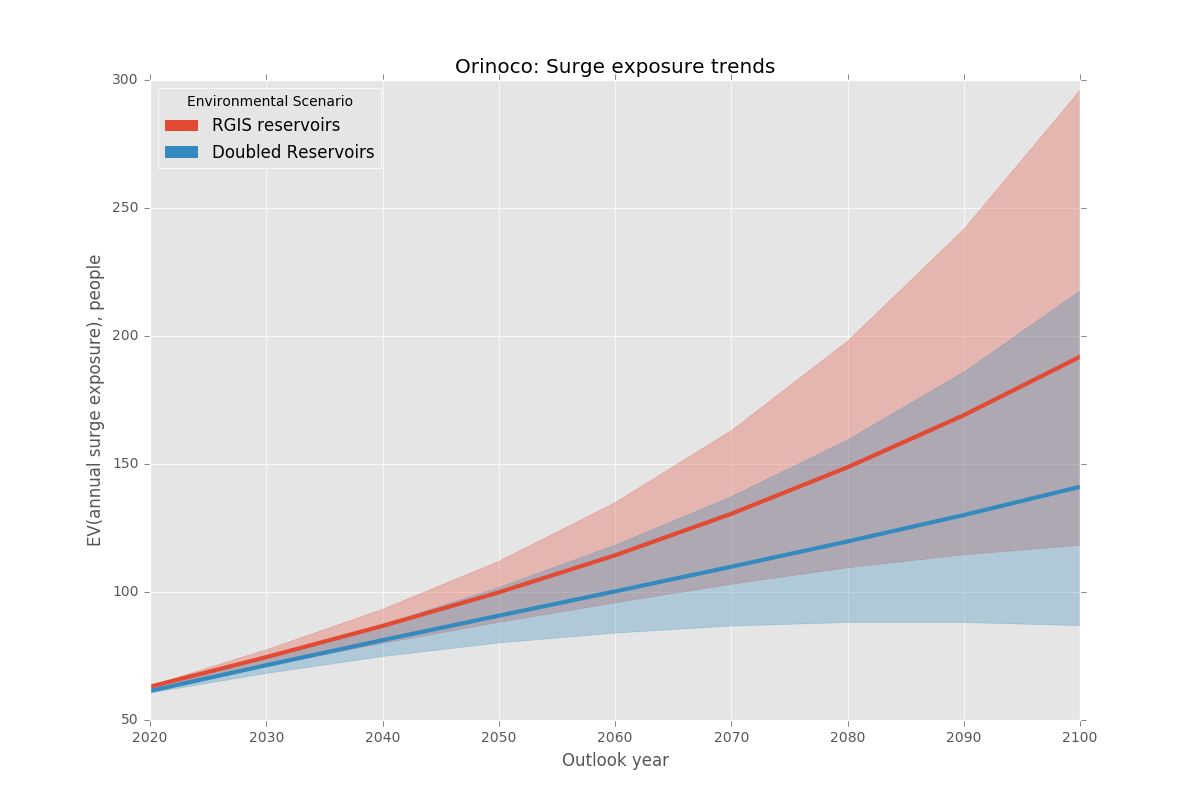 Orinoco: Surge exposure trends
Environmental Scenario
RGIS reservoirs
Doubled Reservoirs
EV(annual surge exposure), people
300
250
200
150
100
50
2020 2030 2040 2050 2060 2070 2080 2090 2100
Outlook year